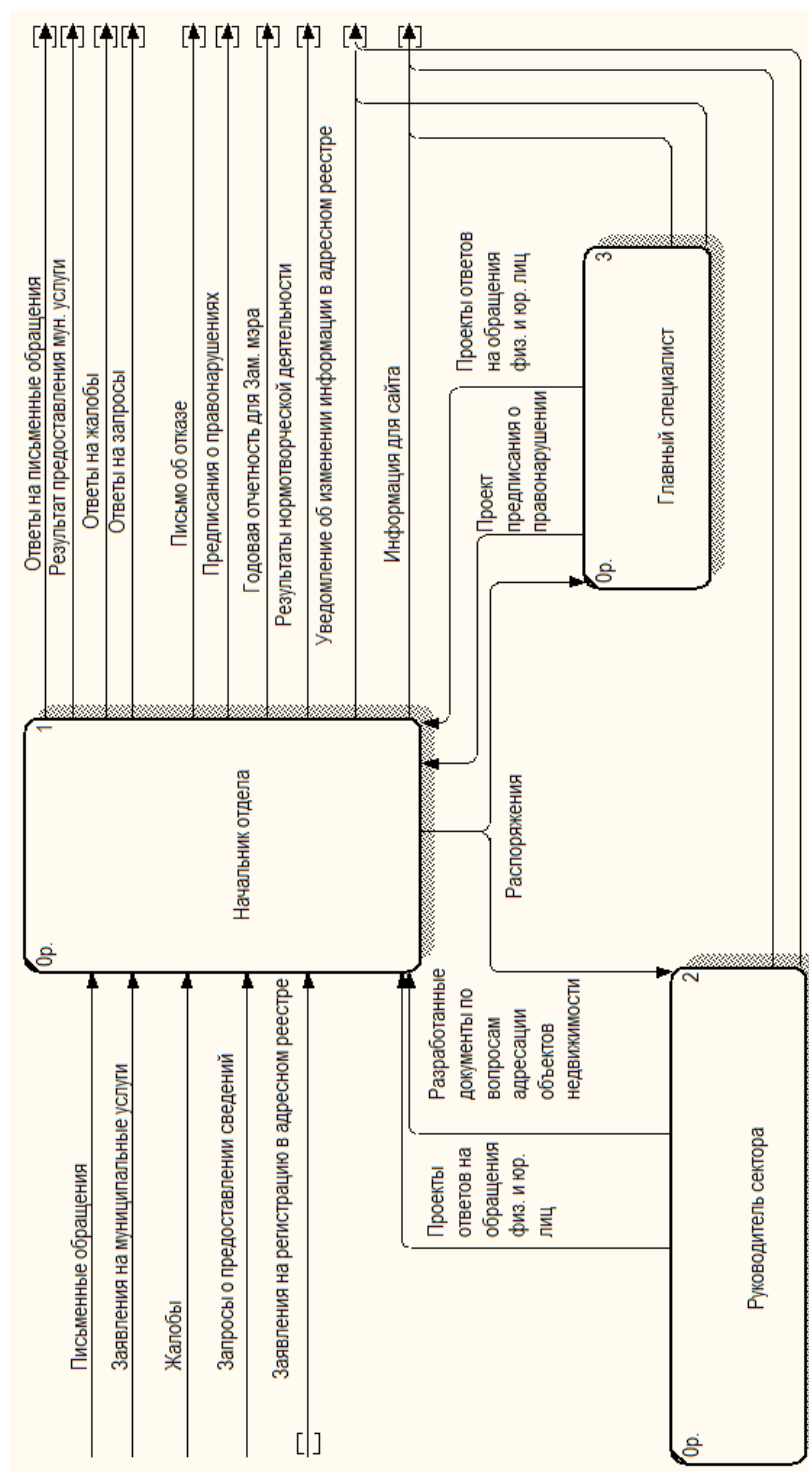 Письменные обращения
Заявления на муниципальные услуги
Жалобы
Запросы о предоставлении сведений
Заявления на регистрацию в адресном реестре
0р.
1
Начальник отдела
Ответы на письменные обращения
Результат предоставления мун. услуги
Ответы на жалобы
Ответы на запросы
Письмо об отказе
Предписания о правонарушениях
Годовая отчетность для Зам. мэра
Результаты нормотворческой деятельности
Уведомление об изменении информации в адресном реестре
Информация для сайта
Проекты
ответов на
обращения
физ. и юр.
лиц
Разработанные
документы по
вопросам
адресации
объектов
недвижимости
Распоряжения
Проект
предписания о
правонарушении
Проекты ответов
на обращения
физ. и юр. лиц
0р.
3
Главный специалист
0р.
2
Руководитель сектора